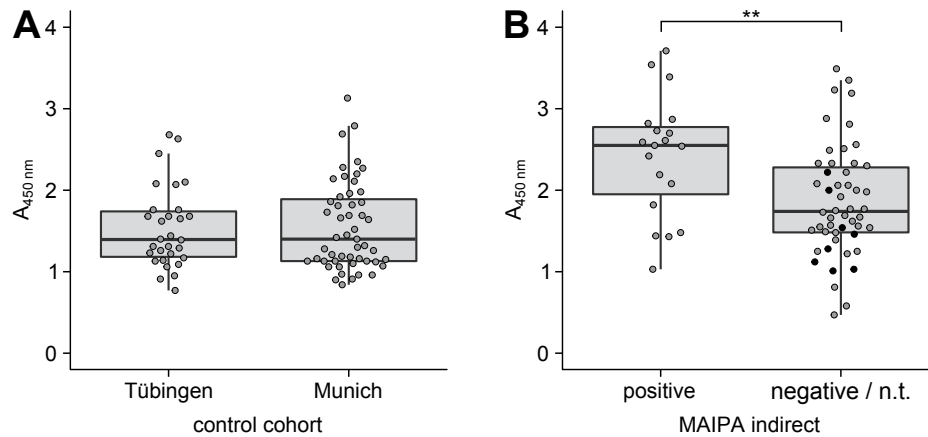 A
B
**
4
3
2
1
0
A450 nm
Tübingen
Munich
control cohort
4
3
2
1
0
A450 nm
positive
negative / n.t.
MAIPA indirect